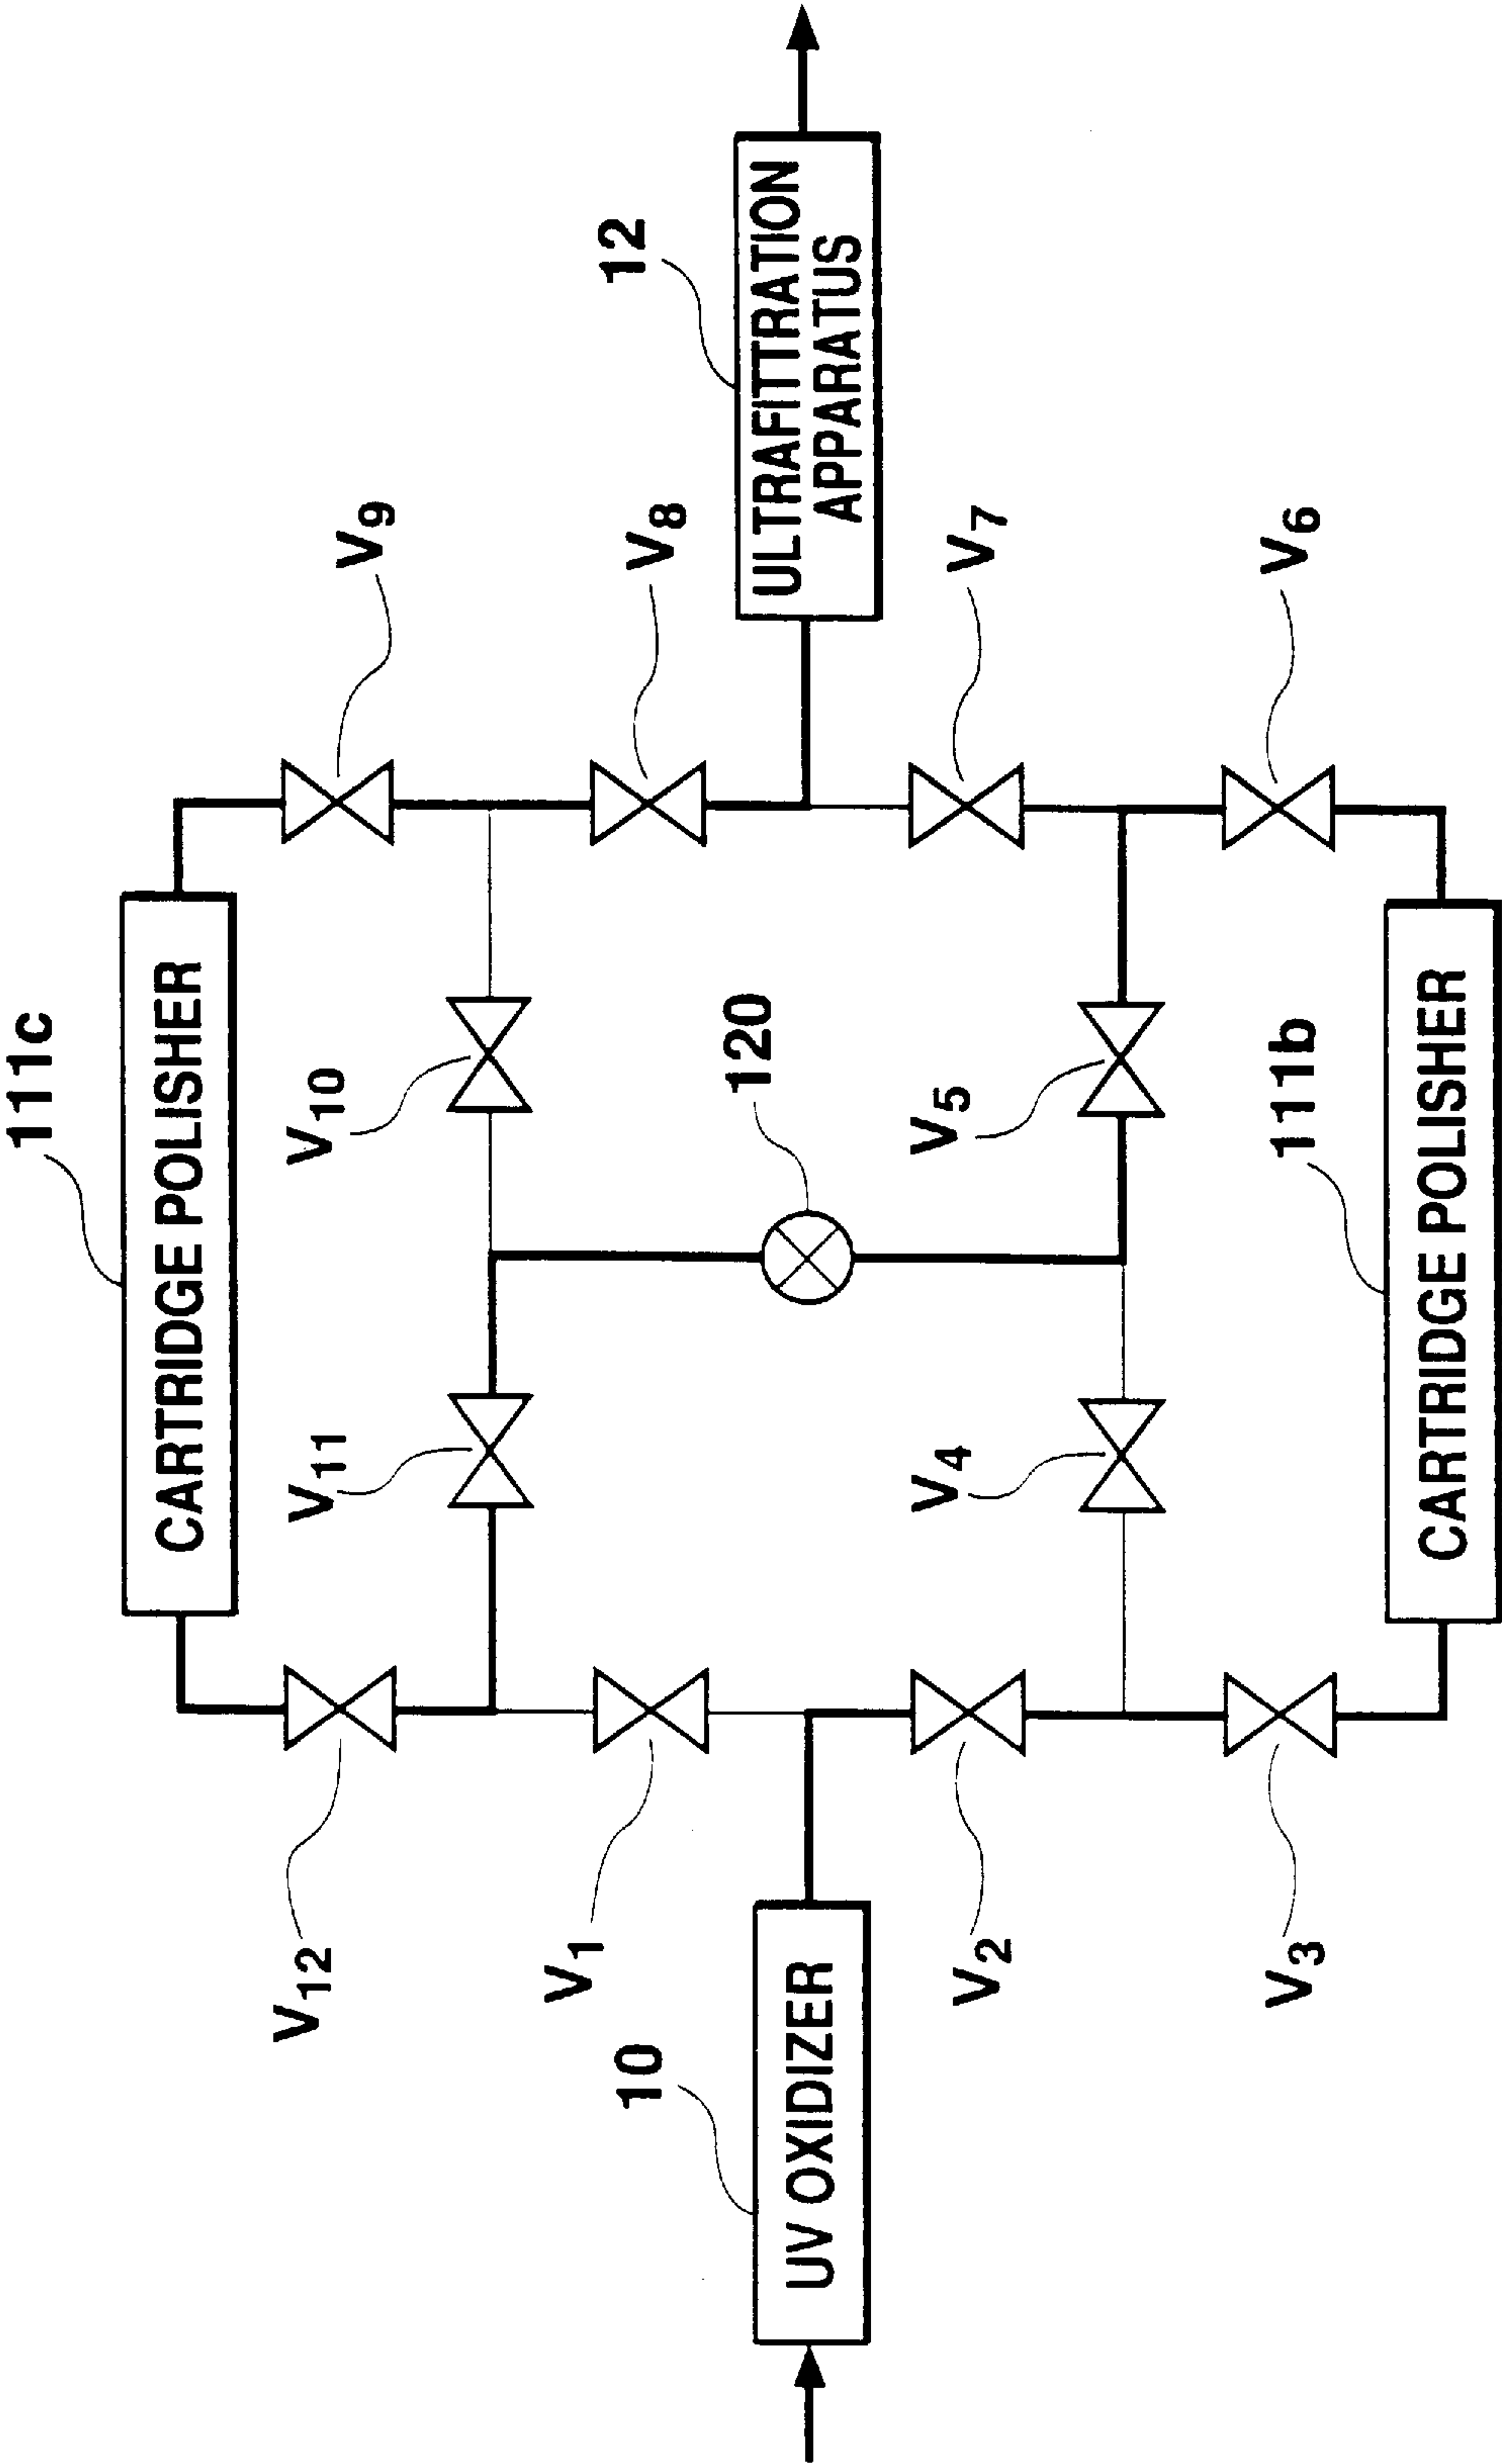 111c
CARTRIDGE POLISHER
V12
V11
V10
V9
V1
10
12
V8
UV OXIDIZER
120
ULTRAFITTRATION
APPARATUS
V2
V4
V5
V7
V3
111b
V6
CARTRIDGE POLISHER